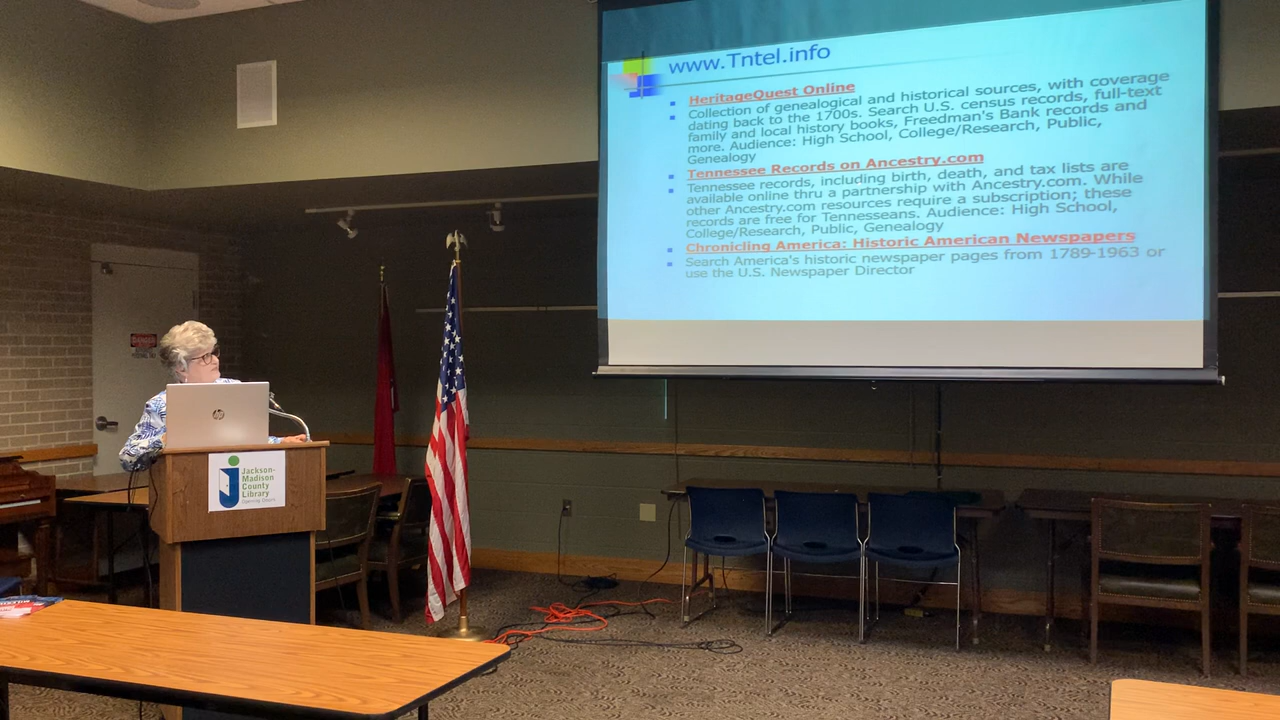 www.Tntel.info
HeritageQuest Online
Collection of genealogical and historical sources, with coverage
dating back to the 1700s. Search U.S. census records, full-text
family and local history books, Freedman's Bank records and
more. Audience: High School, College/Research, Public,
Genealogy
Tennessee Records on Ancestry.com
Tennessee records, including birth, death, and tax lists are
available online thru a partnership with Ancestry.com. While
other Ancestry.com resources require a subscription; these
records are free for Tennesseans. Audience: High School,
College/Research, Public, Genealogy
Chronicling America: Historic American Newspapers
Search America's historic newspaper pages from 1789-1963 or
use the U.S. Newspaper Director
hp
Jackson-
Madison
County
Library
Opening Doors